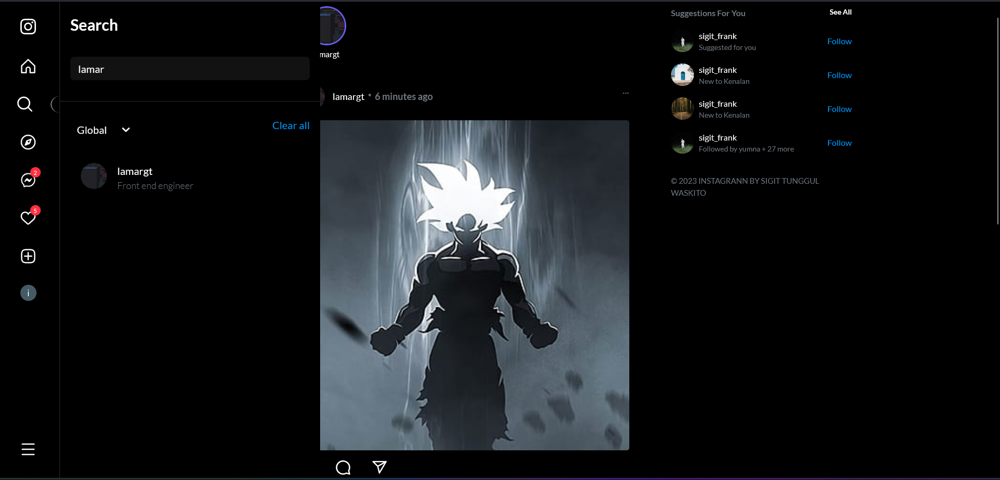 Search
lamar
Global
Clear all
lamargt
Front end engineer
2
5
i
margt
lamargt • 6 minutes ago
Suggestions For You
See All
sigit_frank
Suggested for you
Follow
sigit_frank
New to Kenalan
Follow
sigit_frank
New to Kenalan
Follow
sigit_frank
Followed by yumna + 27 more
Follow
© 2023 INSTAGRANN BY SIGIT TUNGGUL
WASKITO